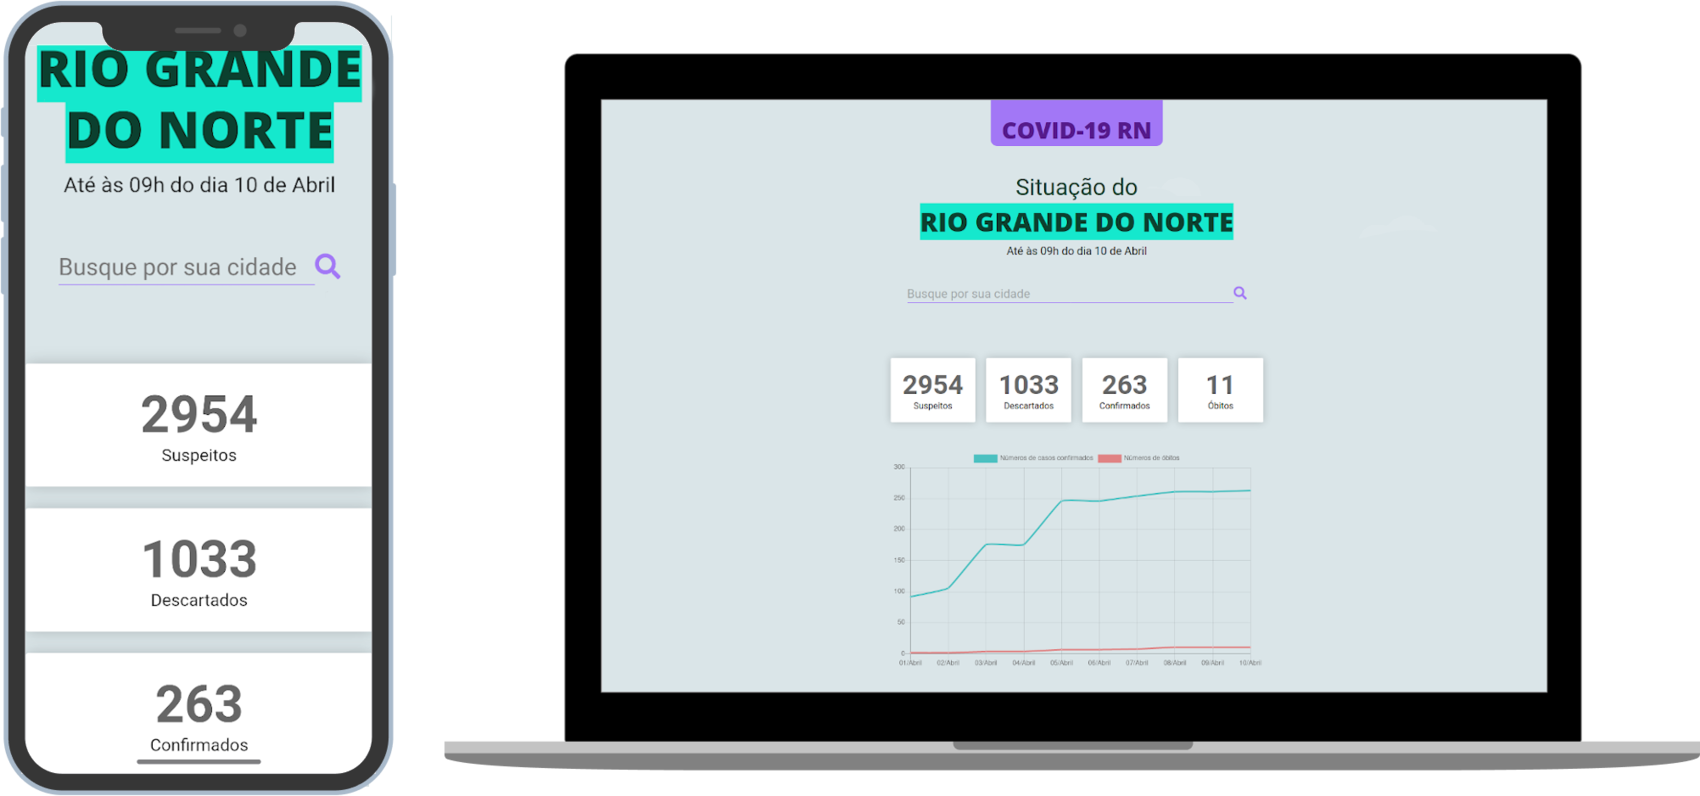 RIO GRANDE
DO NORTE
Até às 09h do dia 10 de Abril
Busque por sua cidade
2954
Suspeitos
1033
Descartados
263
Confirmados
COVID-19 RN
Situação do
RIO GRANDE DO NORTE
Até às 09h do dia 10 de Abril
Busque por sua cidade
2954 1033 263 11
Suspeitos Descartados Confirmados Óbitos
Números de casos confirmados Números de óbitos
300
250
200
150
100
50
0
01/Abril 02/Abril 03/Abril 04/Abril 05/Abril 06/Abril 07/Abril 08/Abril 09/Abril 10/Abril